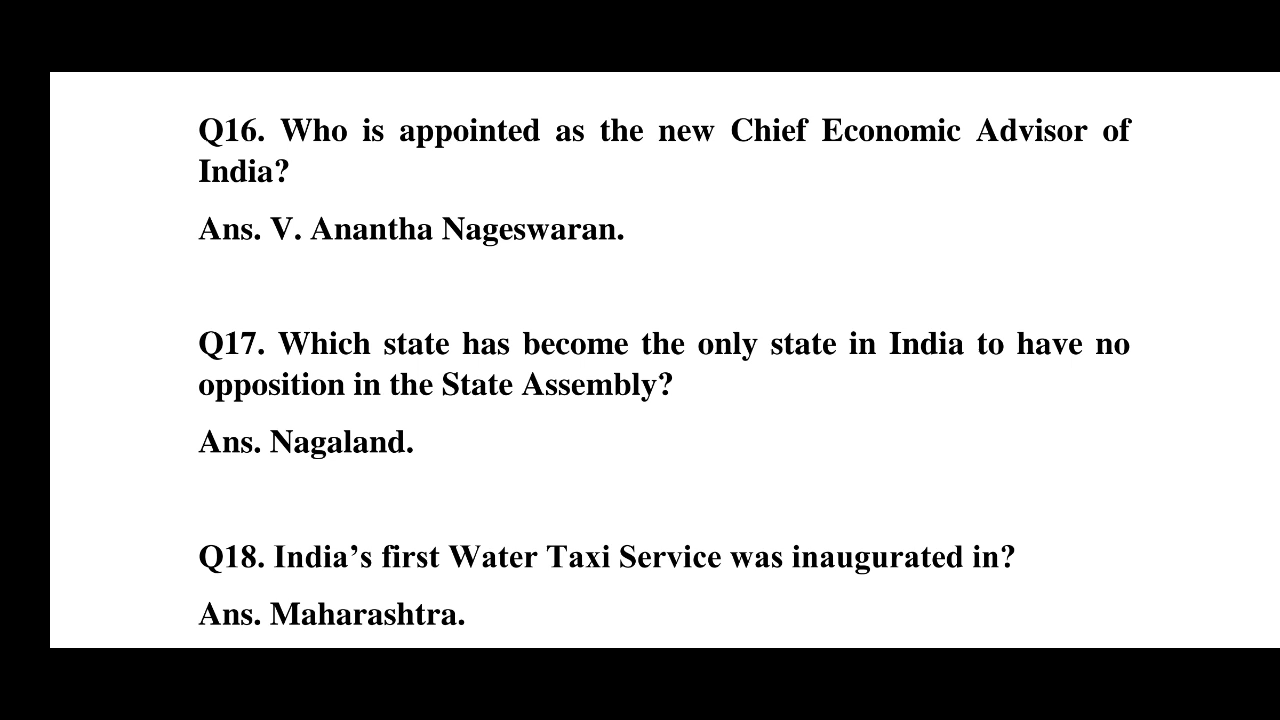 Q16. Who is appointed as the new Chief Economic Advisor of
India?
Ans. V. Anantha Nageswaran.
Q17. Which state has become the only state in India to have no
opposition in the State Assembly?
Ans. Nagaland.
Q18. India’s first Water Taxi Service was inaugurated in?
Ans. Maharashtra.